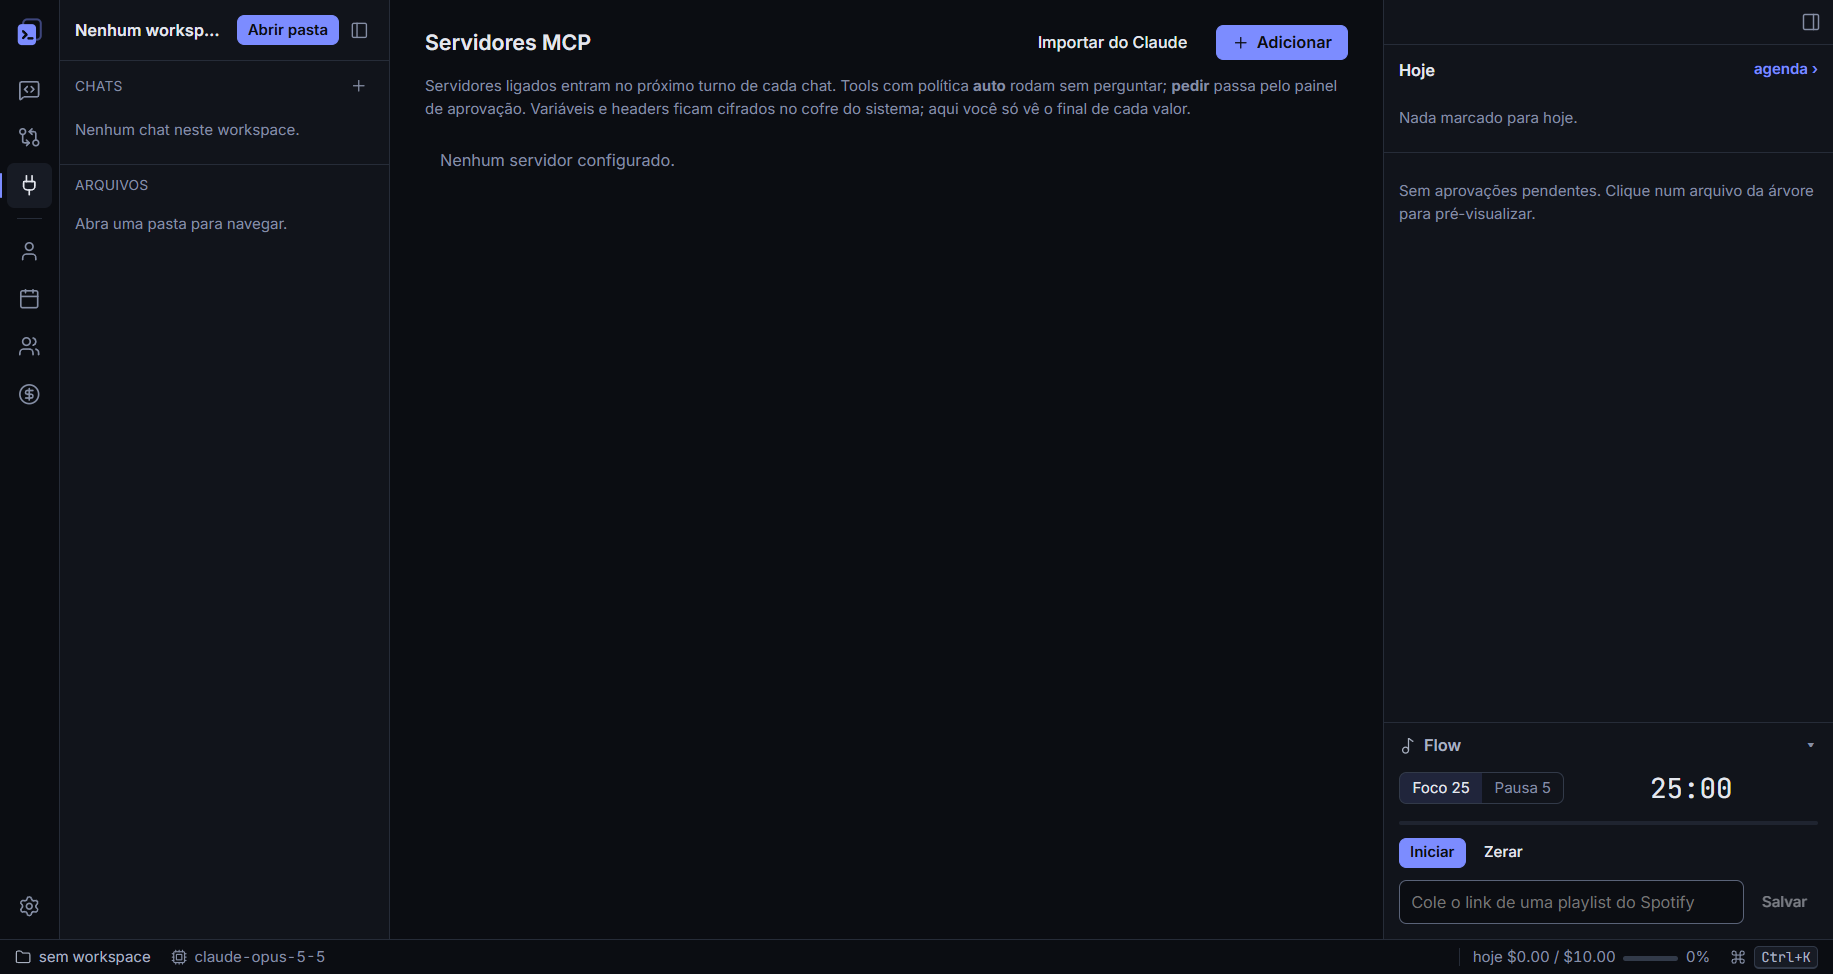 Nenhum worksp...
Abrir pasta
CHATS
Nenhum chat neste workspace.
ARQUIVOS
Abra uma pasta para navegar.
Servidores MCP
Importar do Claude
+ Adicionar
Servidores ligados entram no próximo turno de cada chat. Tools com política auto rodam sem perguntar; pedir passa pelo painel
de aprovação. Variáveis e headers ficam cifrados no cofre do sistema; aqui você só vê o final de cada valor.
Nenhum servidor configurado.
Hoje
agenda ›
Nada marcado para hoje.
Sem aprovações pendentes. Clique num arquivo da árvore
para pré-visualizar.
Flow
Foco 25
Pausa 5
25:00
Iniciar
Zerar
Cole o link de uma playlist do Spotify
Salvar
sem workspace
claude-opus-5-5
hoje $0.00 / $10.00
0%
⌘ Ctrl+K